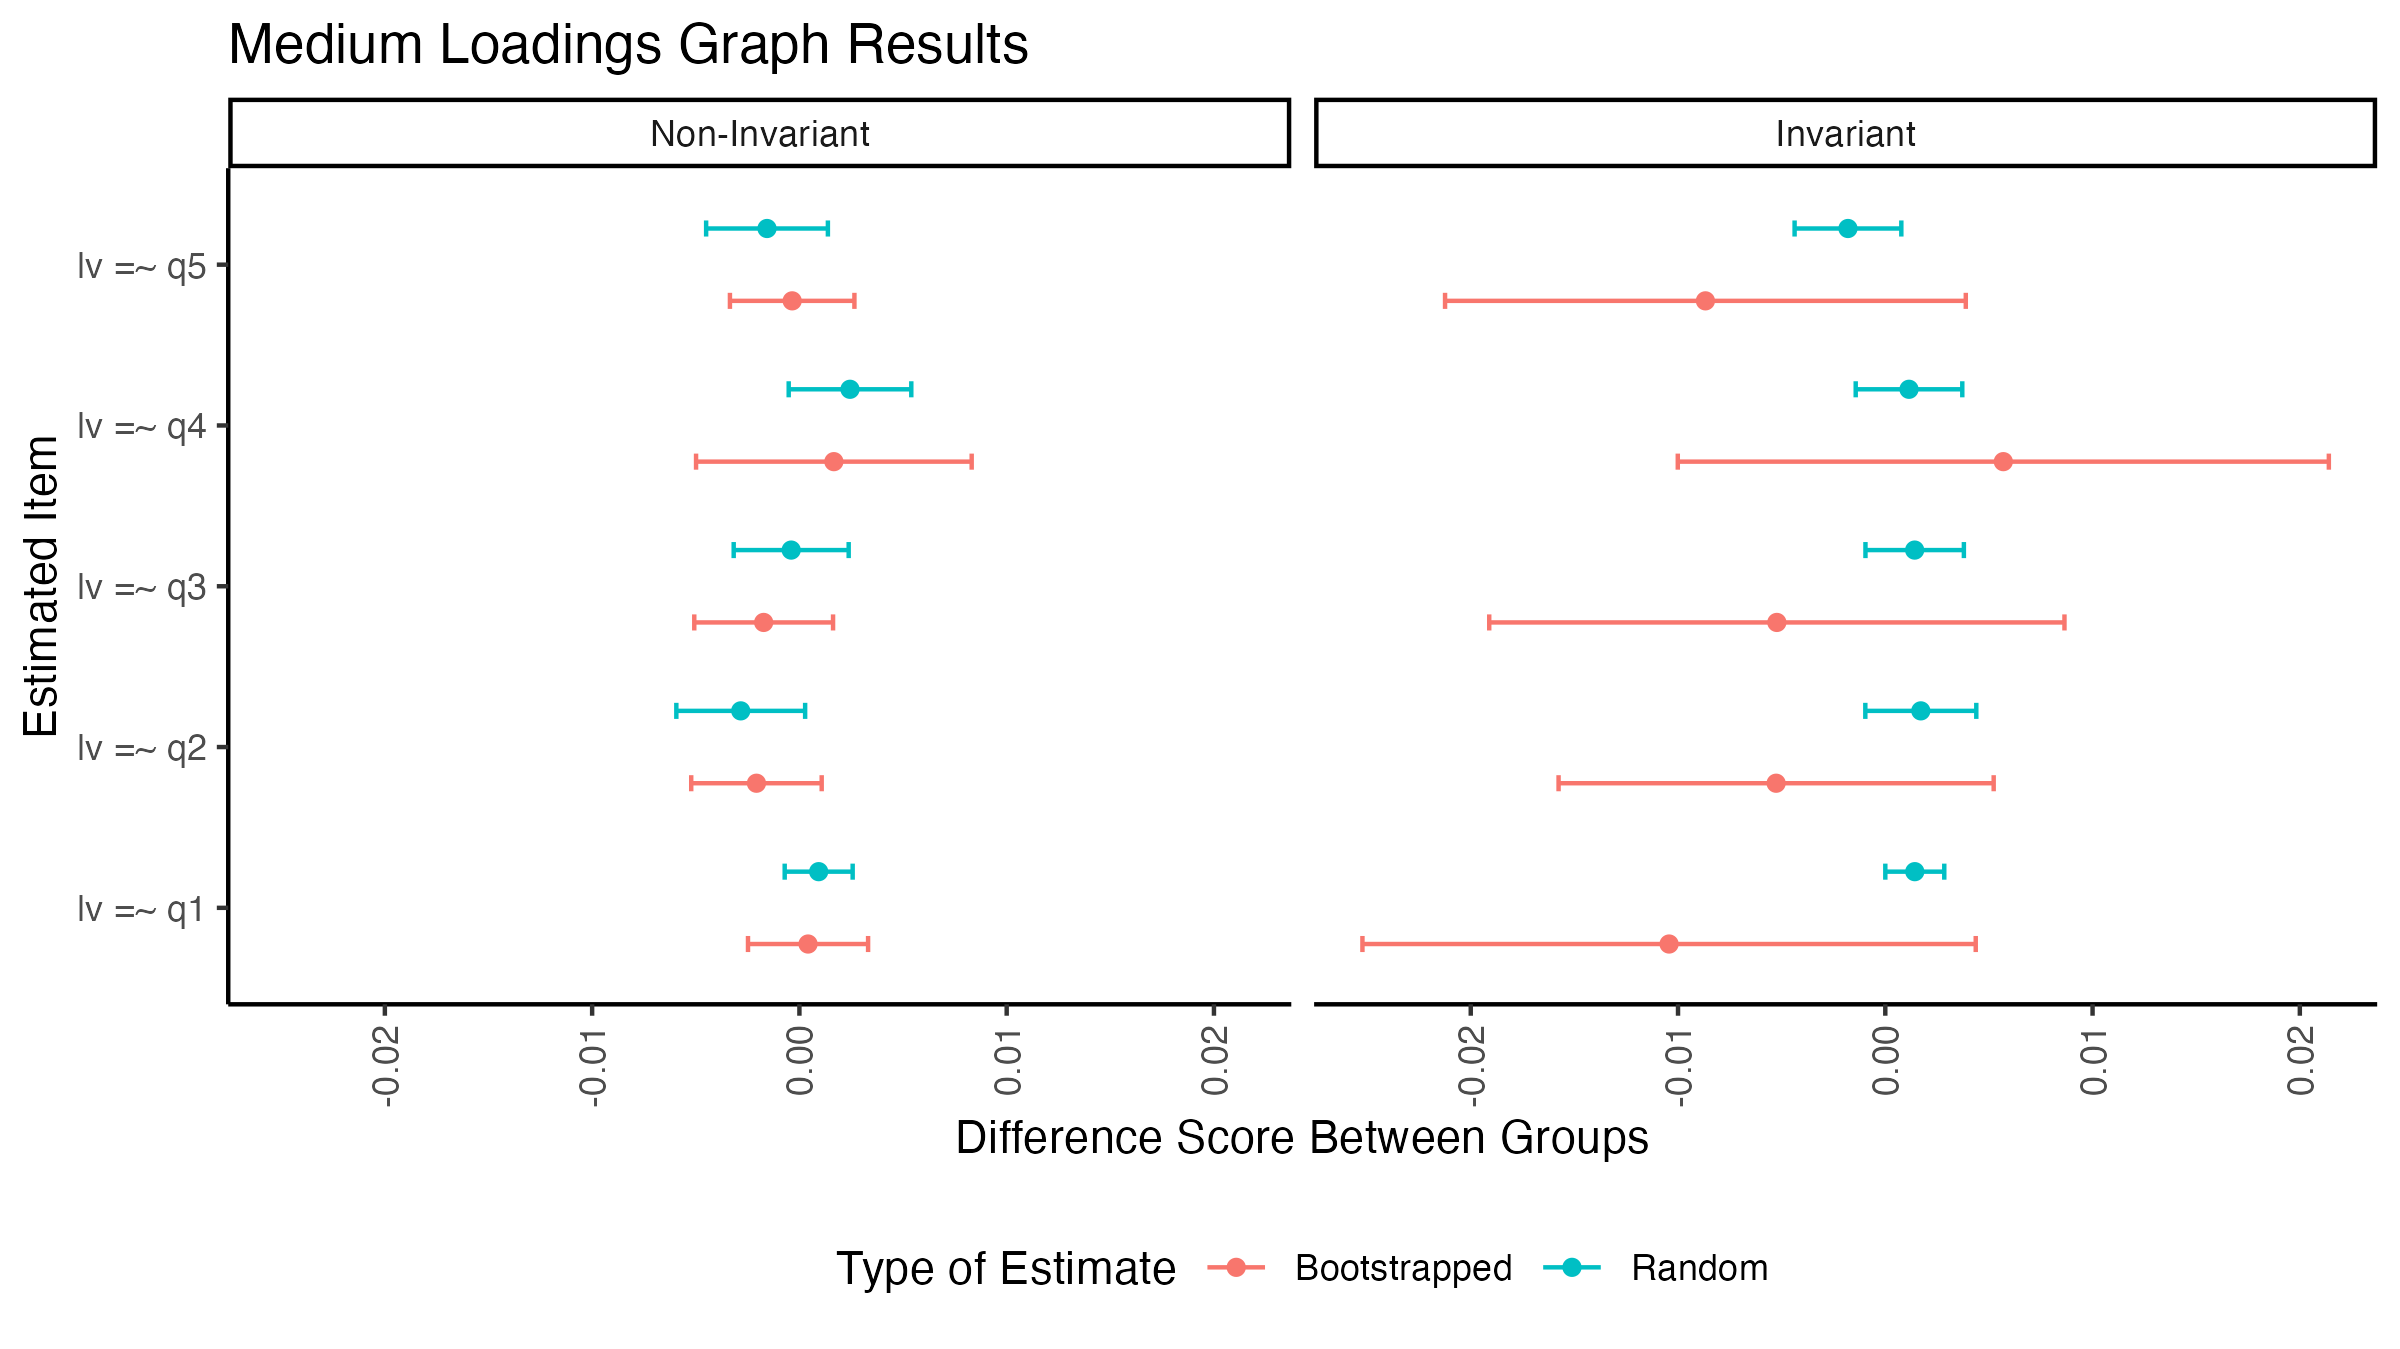 Medium Loadings Graph Results
Non-Invariant
Invariant
Estimated Item
lv =~ q5
lv =~ q4
lv =~ q3
lv =~ q2
lv =~ q1
-0.02
-0.01
0.00
0.01
0.02
-0.02
-0.01
0.00
0.01
0.02
Difference Score Between Groups
Type of Estimate
Bootstrapped
Random